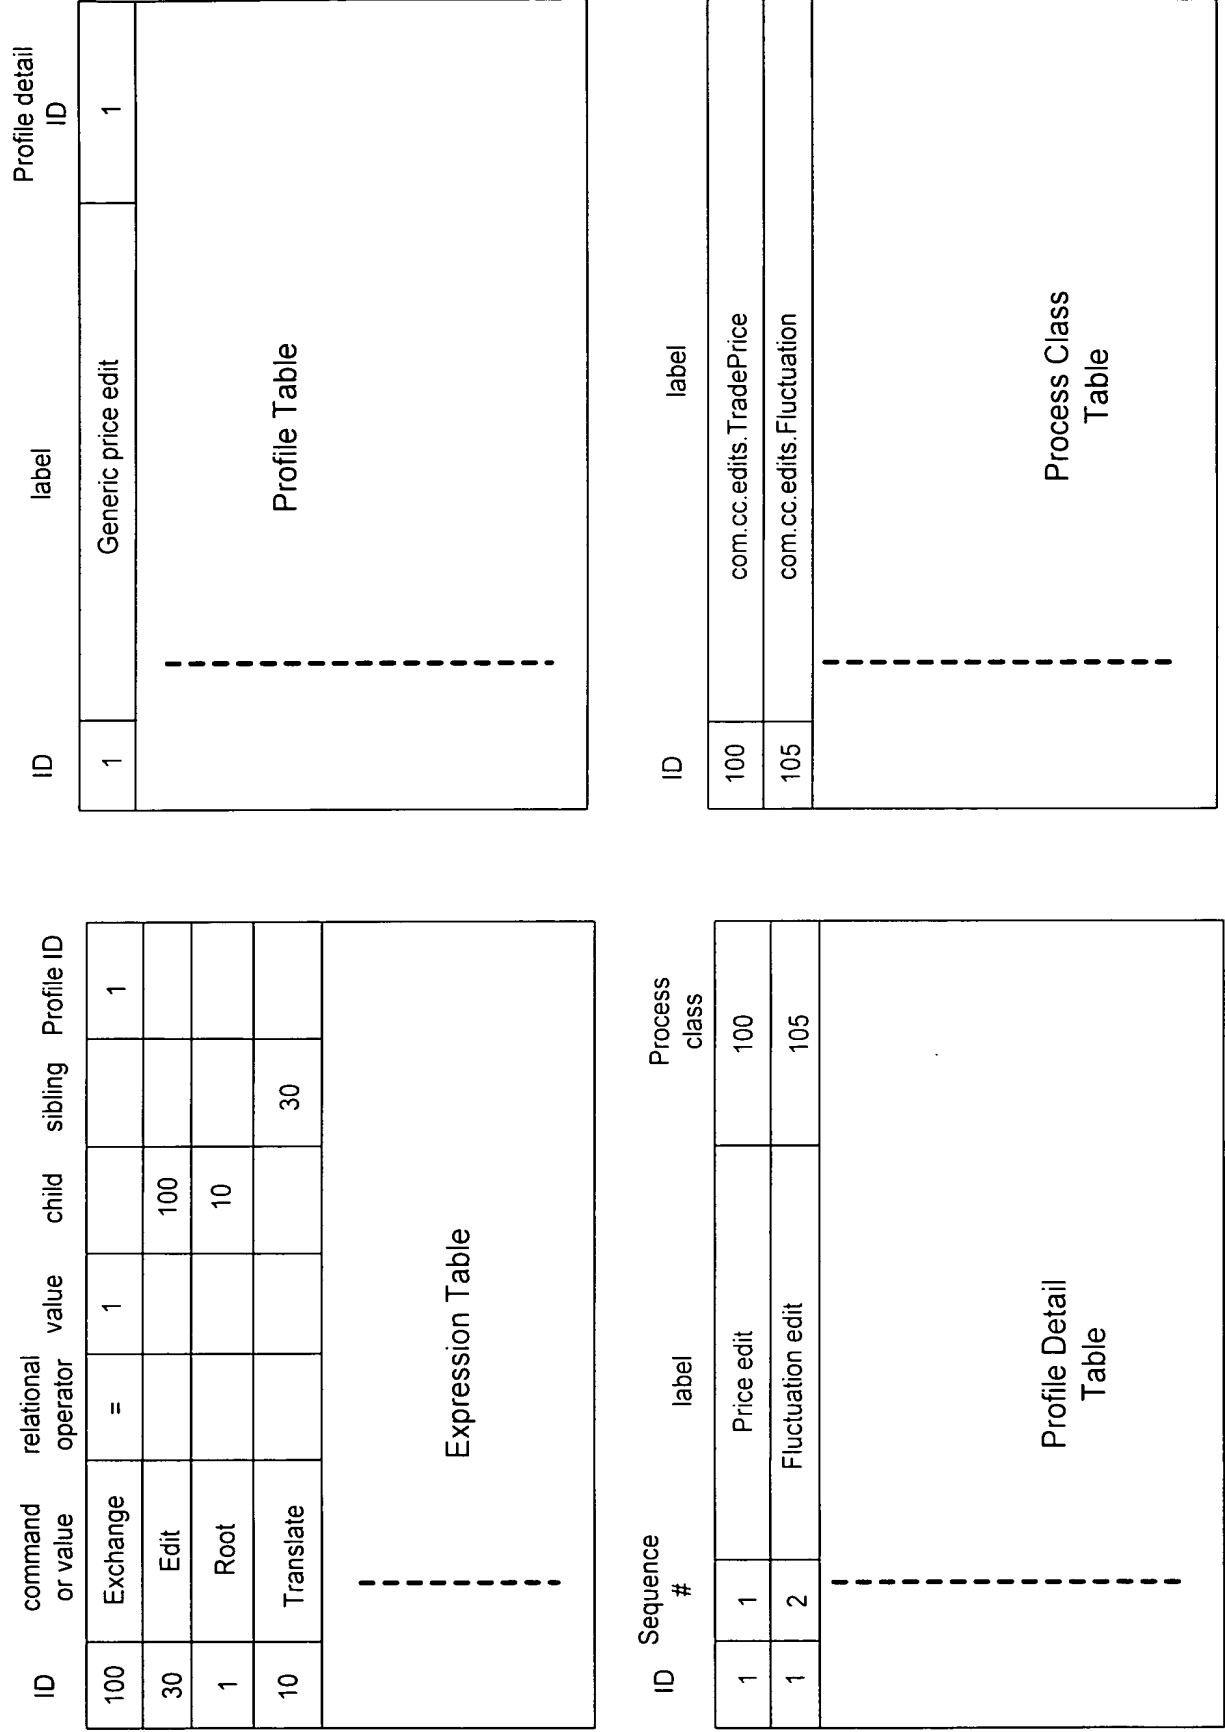 ID command or value relational operator value child sibling Profile ID
100 Exchange = 1 1
30 Edit 100
1 Root 10
10 Translate 30
Expression Table
ID label Profile detail ID
1 Generic price edit 1
Profile Table
ID Sequence # label Process class
1 1 Price edit 100
1 2 Fluctuation edit 105
Profile Detail
Table
ID label
100 com.cc.edits.TradePrice
105 com.cc.edits.Fluctuation
Process Class
Table